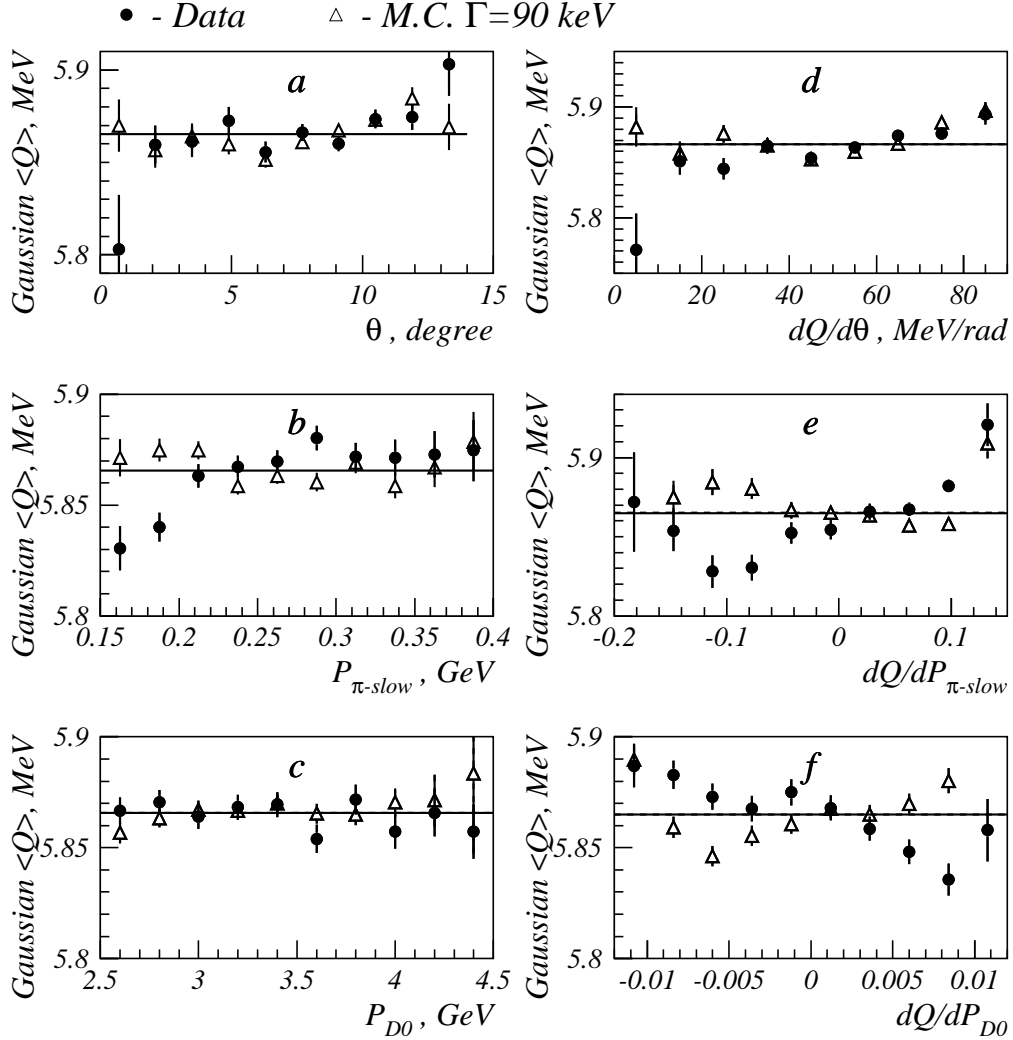 - Data - M.C. Γ=90 keV
a
Gaussian <Q>, MeV
5.9
5.8
0 5 10 15
θ , degree
d
Gaussian <Q>, MeV
5.9
5.8
0 20 40 60 80
dQ/dθ , MeV/rad
b
Gaussian <Q>, MeV
5.9
5.85
5.8
0.15 0.2 0.25 0.3 0.35 0.4
P π-slow , GeV
e
Gaussian <Q>, MeV
5.9
5.8
-0.2 -0.1 0 0.1
dQ/dP π-slow
c
Gaussian <Q>, MeV
5.9
5.85
5.8
2.5 3 3.5 4 4.5
P D0 , GeV
f
Gaussian <Q>, MeV
5.9
5.85
5.8
-0.01 -0.005 0 0.005 0.01
dQ/dP D0